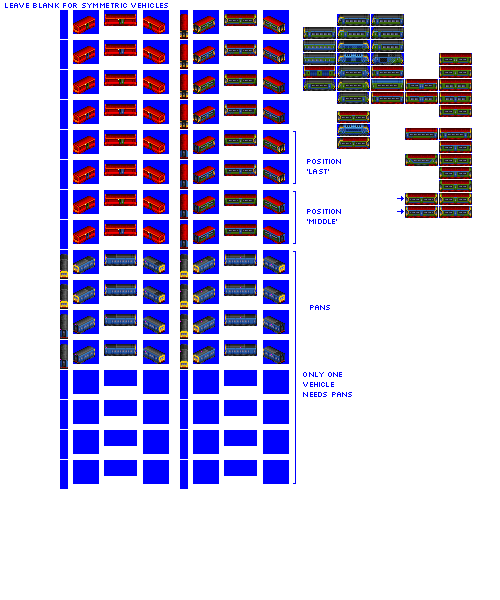 LEAVE BLANK FOR SYMMETRIC VEHICLES
POSITION
'LAST'
POSITION
'MIDDLE'
PANS
ONLY ONE
VEHICLE
NEEDS PANS